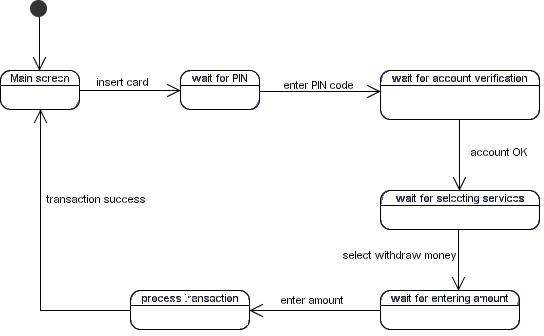 Main screen
insert card
wait for PIN
enter PIN code
wait for account verification
account OK
wait for selecting services
select withdraw money
wait for entering amount
enter amount
process transaction
transaction success